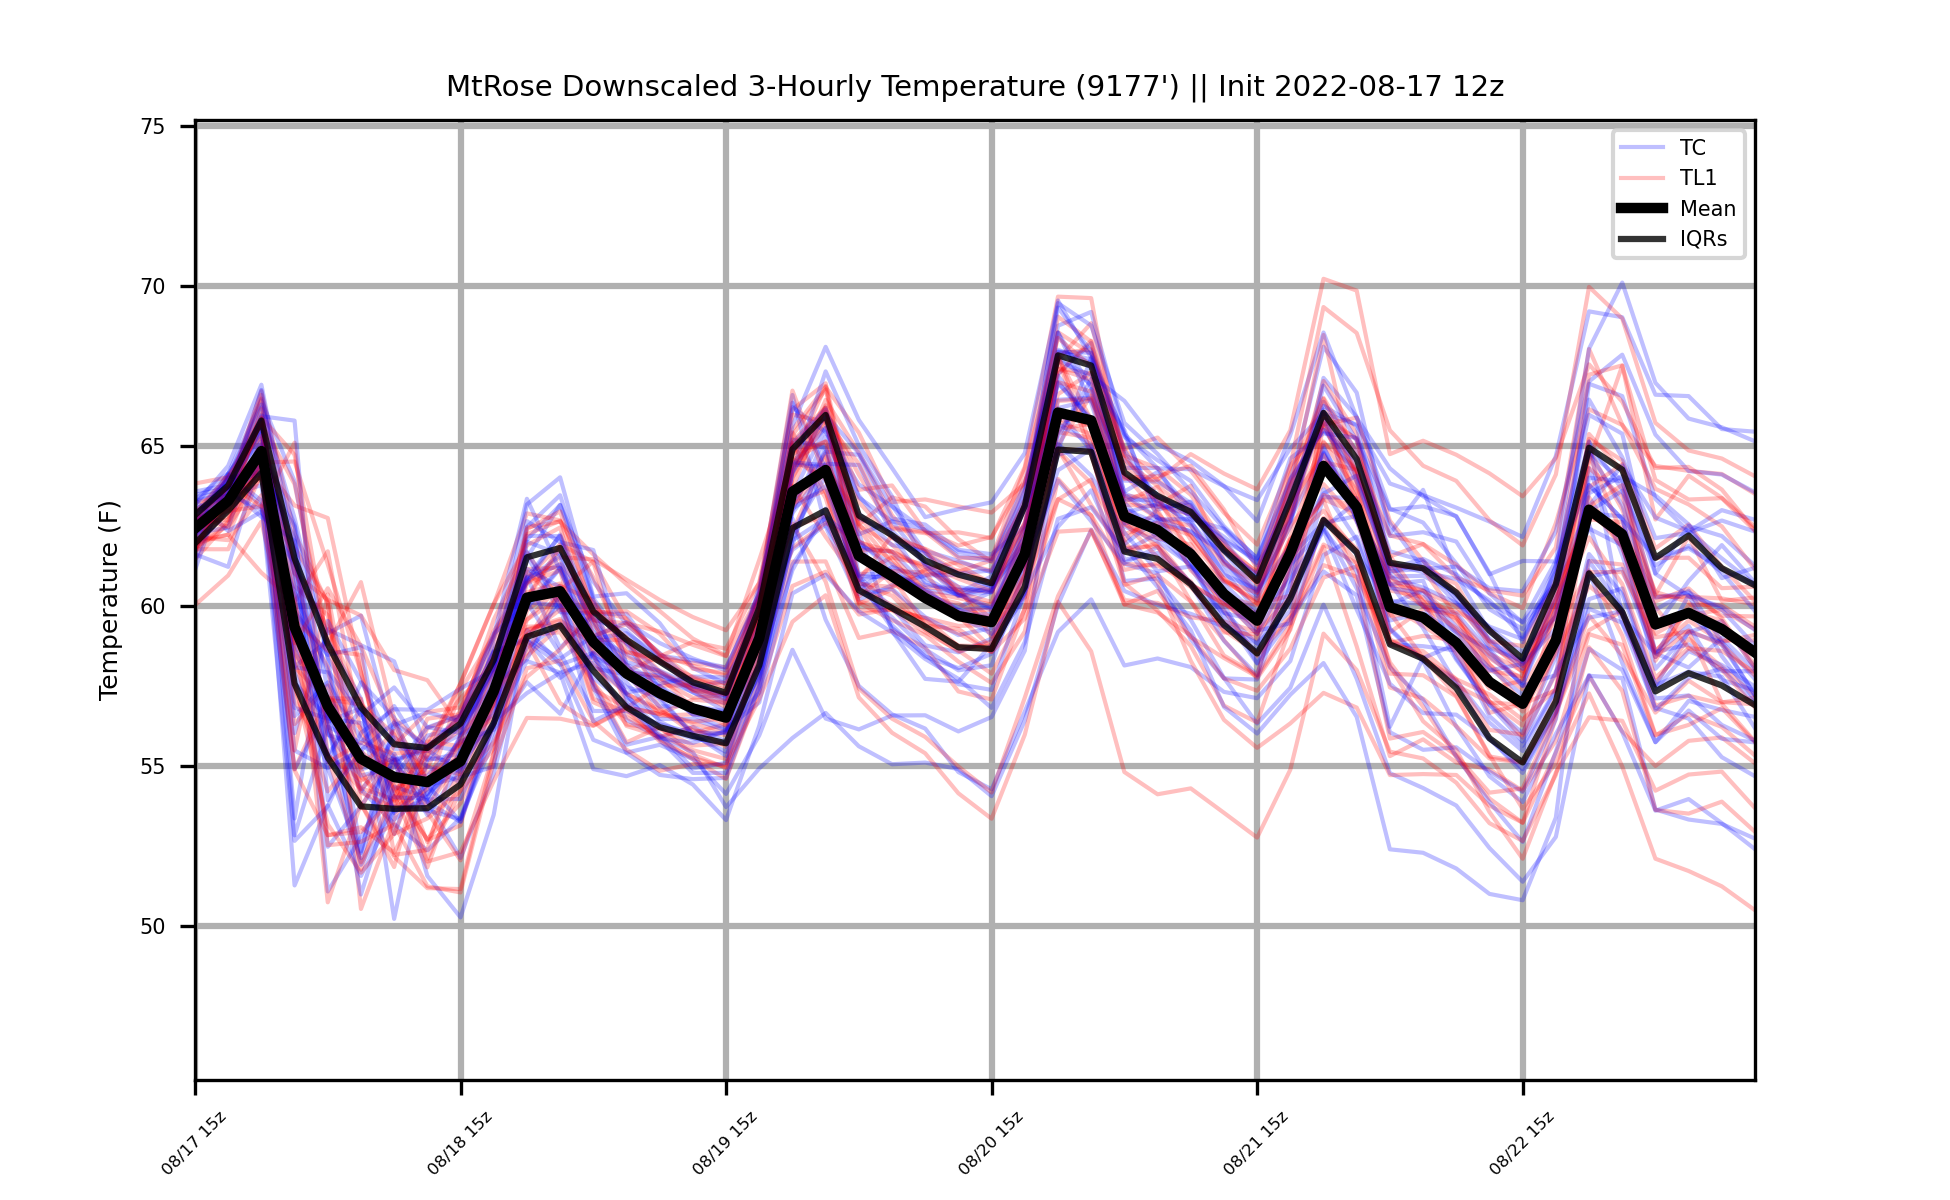 MtRose Downscaled 3-Hourly Temperature (9177') || Init 2022-08-17 12z
TC
TL1
Mean
IQRs
Temperature (F)
75
70
65
60
55
50
08/17 15z
08/18 15z
08/19 15z
08/20 15z
08/21 15z
08/22 15z